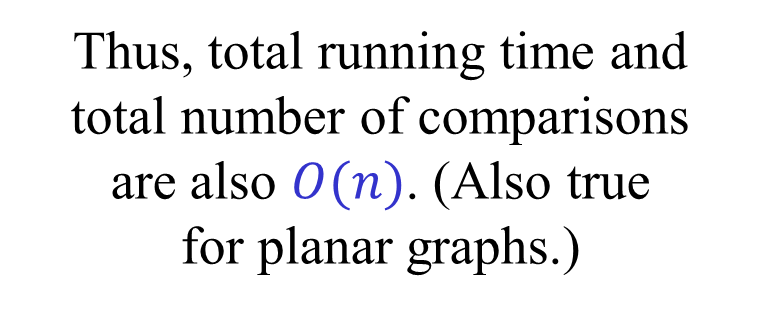 Thus, total running time and
total number of comparisons
are also O(n). (Also true
for planar graphs.)